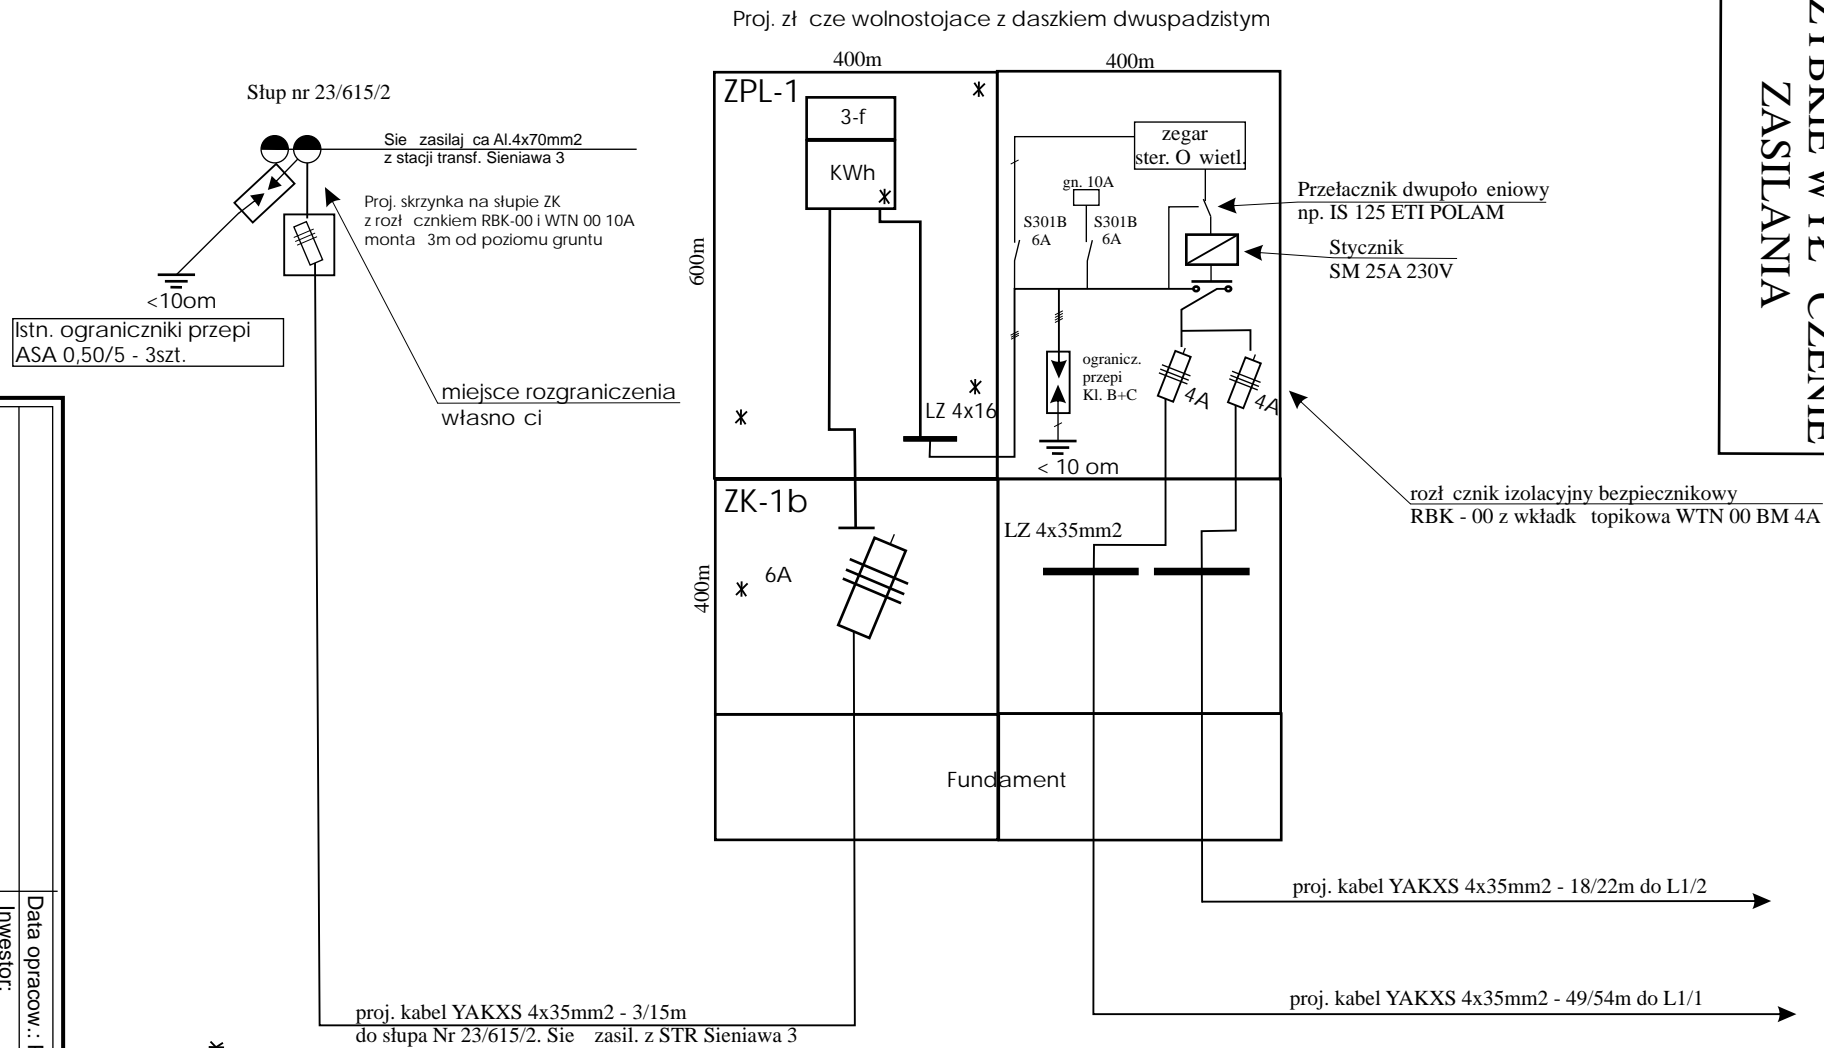 Proj. zł cze wolnostojace z daszkiem dwuspadzistym
400m
400m
Słup nr 23/615/2
Sie zasilaj ca Al.4x70mm2
z stacji transf. Sieniawa 3
Proj. skrzynka na słupie ZK
z rozł cznkiem RBK-00 i WTN 00 10A
monta 3m od poziomu gruntu
<10om
Istn. ograniczniki przepi
ASA 0,50/5 - 3szt.
miejsce rozgraniczenia
własno ci
ZPL-1
3-f
KWh
600m
LZ 4x16
zegar
ster. O wietl.
gn. 10A
S301B
6A
S301B
6A
Przełacznik dwupoło eniowy
np. IS 125 ETI POLAM
Stycznik
SM 25A 230V
ogranicz.
przepi
Kl. B+C
4A
4A
< 10 om
rozł cznik izolacyjny bezpiecznikowy
RBK - 00 z wkładk topikowa WTN 00 BM 4A
ZK-1b
400m
6A
LZ 4x35mm2
Fundament
proj. kabel YAKXS 4x35mm2 - 18/22m do L1/2
proj. kabel YAKXS 4x35mm2 - 49/54m do L1/1
proj. kabel YAKXS 4x35mm2 - 3/15m
do słupa Nr 23/615/2. Sie zasil. z STR Sieniawa 3
WYŁ CZENIE
ZASILANIA
Data opracow.:
Inwestor: